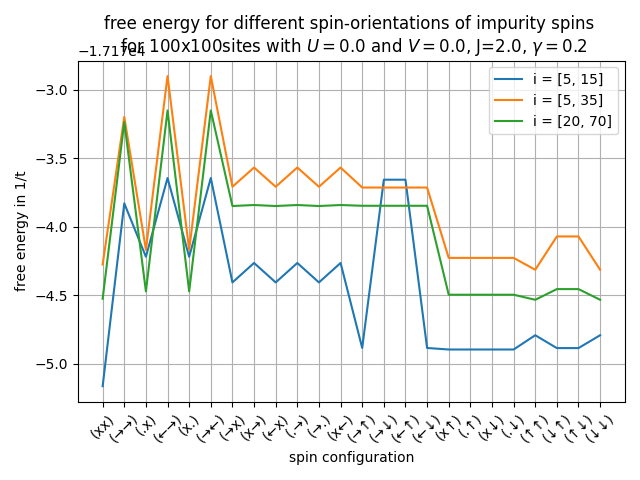 free energy for different spin-orientations of impurity spins
for 100x100sites with U = 0.0 and V = 0.0, J=2.0, γ = 0.2
−1.717e4
i = [5, 15]
i = [5, 35]
i = [20, 70]
−3.0
−3.5
−4.0
−4.5
−5.0
free energy in 1/t
(xx)
(→→)
(.x)
(←→)
(x.)
(→←)
(→x)
(x→)
(←x)
(.→)
(→.)
(x←)
(→↑)
(→↓)
(←↑)
(←↓)
(x↑)
(.↑)
(x↓)
(.↓)
(↑↑)
(↓↑)
(↑↓)
(↓↓)
spin configuration